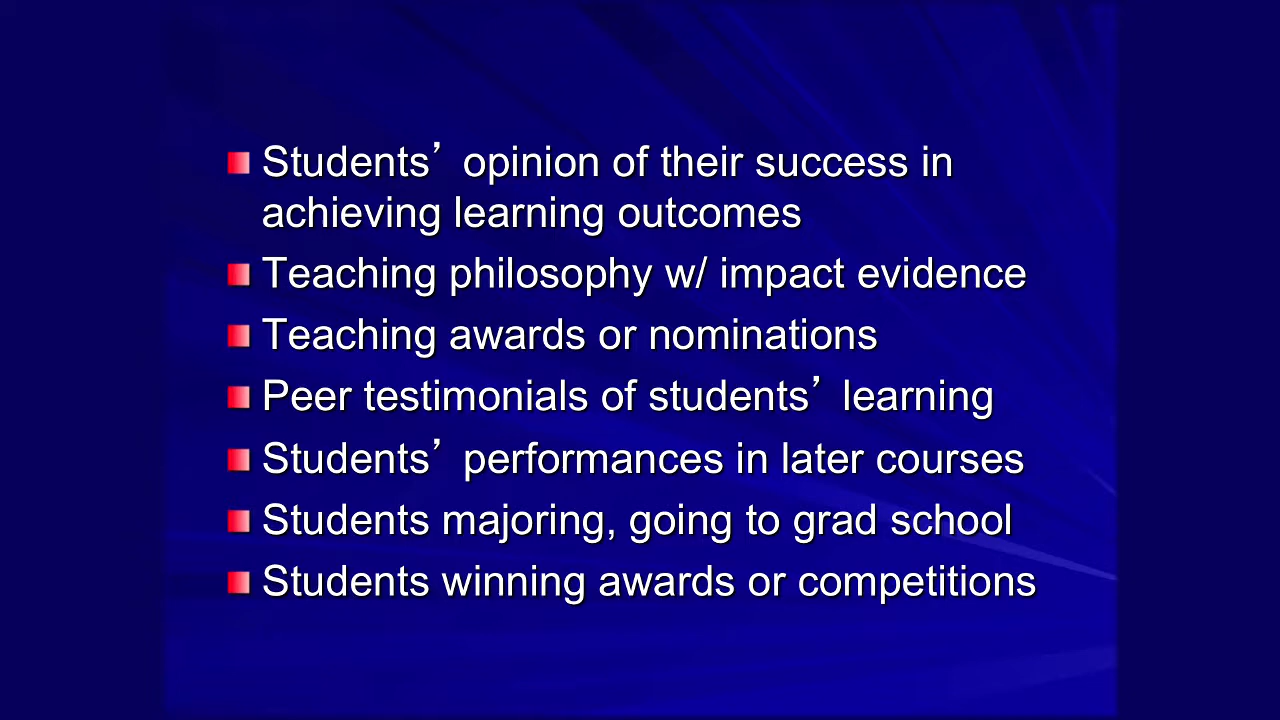 Students’ opinion of their success in
achieving learning outcomes
Teaching philosophy w/ impact evidence
Teaching awards or nominations
Peer testimonials of students’ learning
Students’ performances in later courses
Students majoring, going to grad school
Students winning awards or competitions